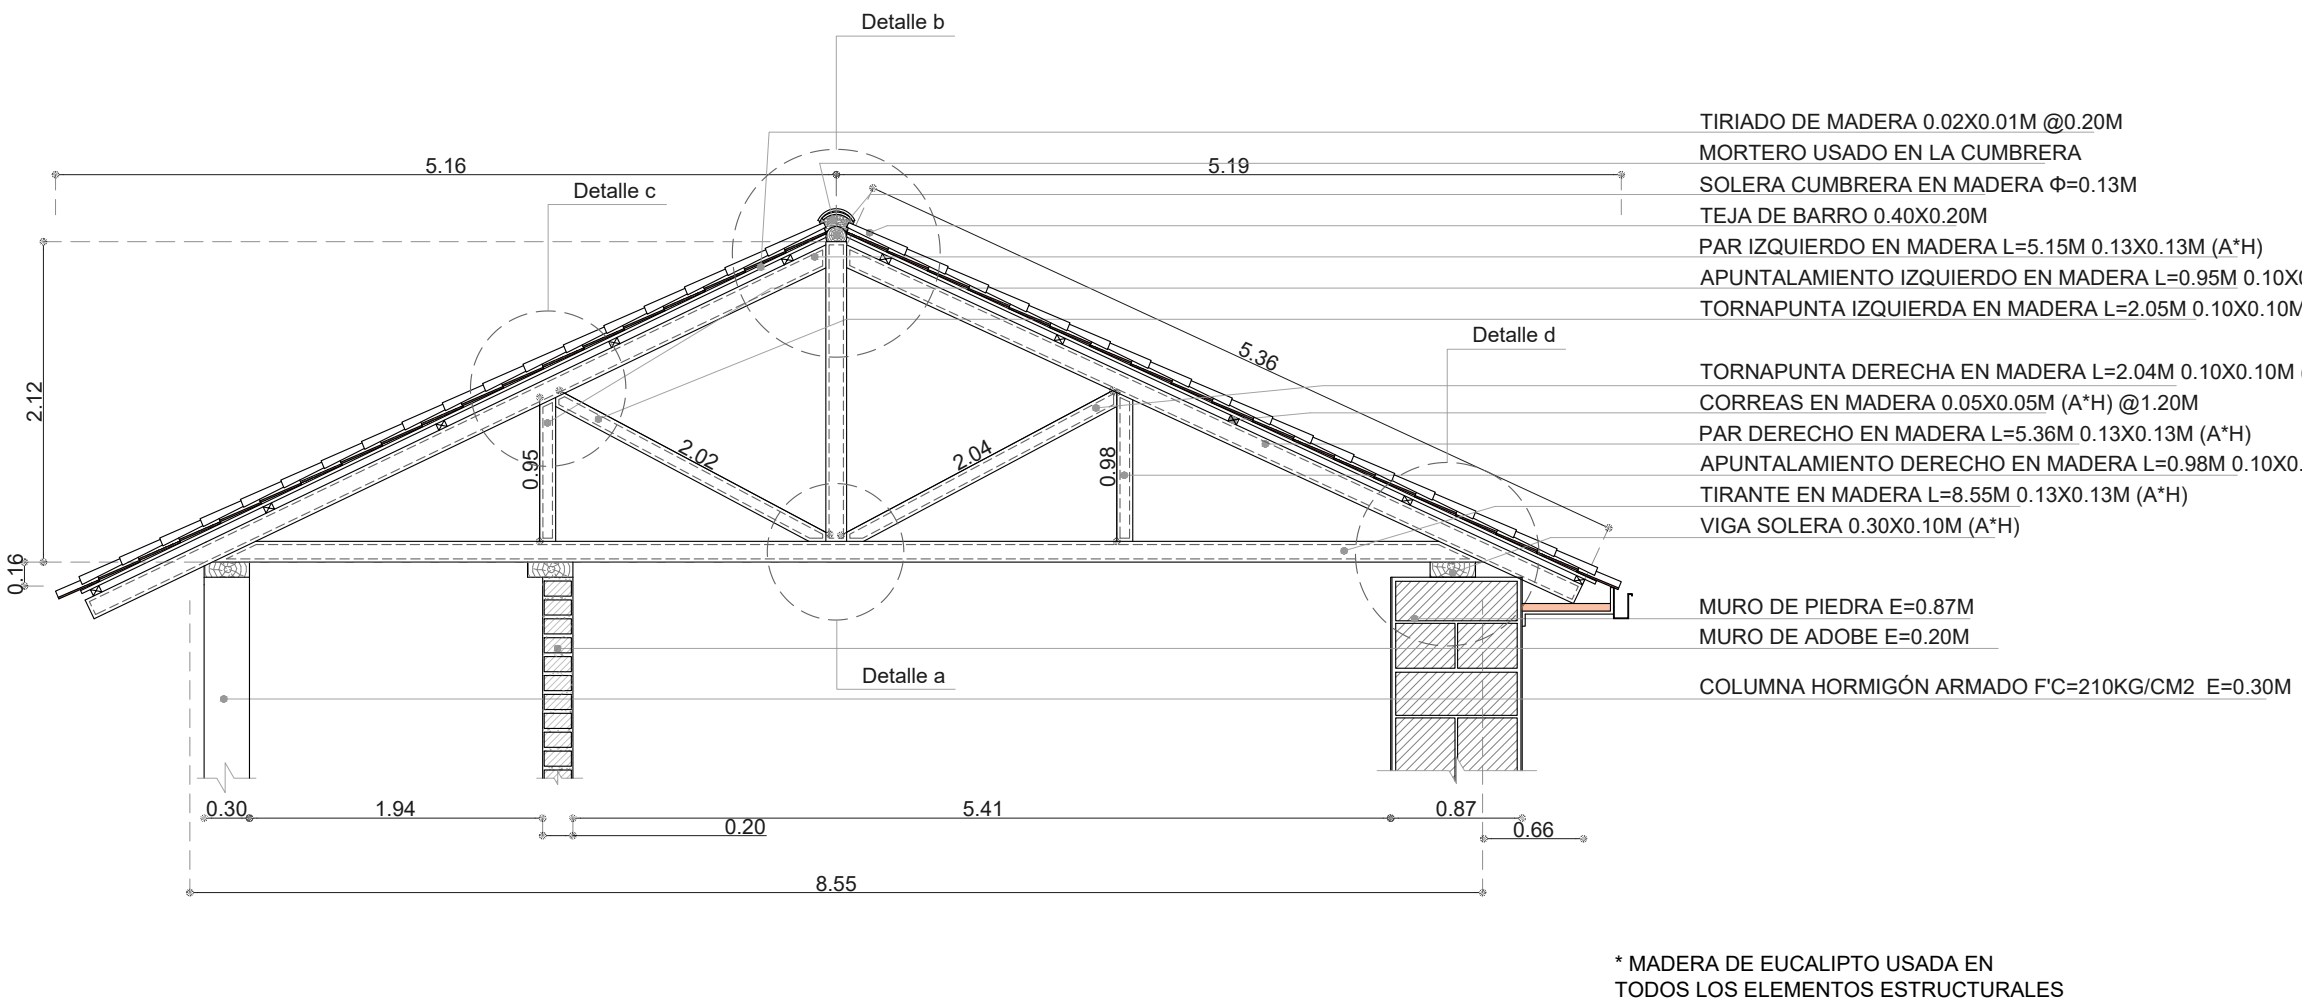 Detalle b
TIRIADO DE MADERA 0.02X0.01M @0.20M
MORTERO USADO EN LA CUMBRERA
5.16
5.19
Detalle c
SOLERA CUMBRERA EN MADERA Φ=0.13M
TEJA DE BARRO 0.40X0.20M
PAR IZQUIERDO EN MADERA L=5.15M 0.13X0.13M (A*H)
APUNTALAMIENTO IZQUIERDO EN MADERA L=0.95M 0.10X0
TORNAPUNTA IZQUIERDA EN MADERA L=2.05M 0.10X0.10M
Detalle d
5.36
TORNAPUNTA DERECHA EN MADERA L=2.04M 0.10X0.10M (
2.12
CORREAS EN MADERA 0.05X0.05M (A*H) @1.20M
PAR DERECHO EN MADERA L=5.36M 0.13X0.13M (A*H)
2.02
2.04
0.95
0.98
APUNTALAMIENTO DERECHO EN MADERA L=0.98M 0.10X0.
TIRANTE EN MADERA L=8.55M 0.13X0.13M (A*H)
VIGA SOLERA 0.30X0.10M (A*H)
0.16
MURO DE PIEDRA E=0.87M
MURO DE ADOBE E=0.20M
Detalle a
COLUMNA HORMIGÓN ARMADO F'C=210KG/CM2 E=0.30M
0.30
1.94
5.41
0.87
0.20
0.66
8.55
* MADERA DE EUCALIPTO USADA EN
TODOS LOS ELEMENTOS ESTRUCTURALES